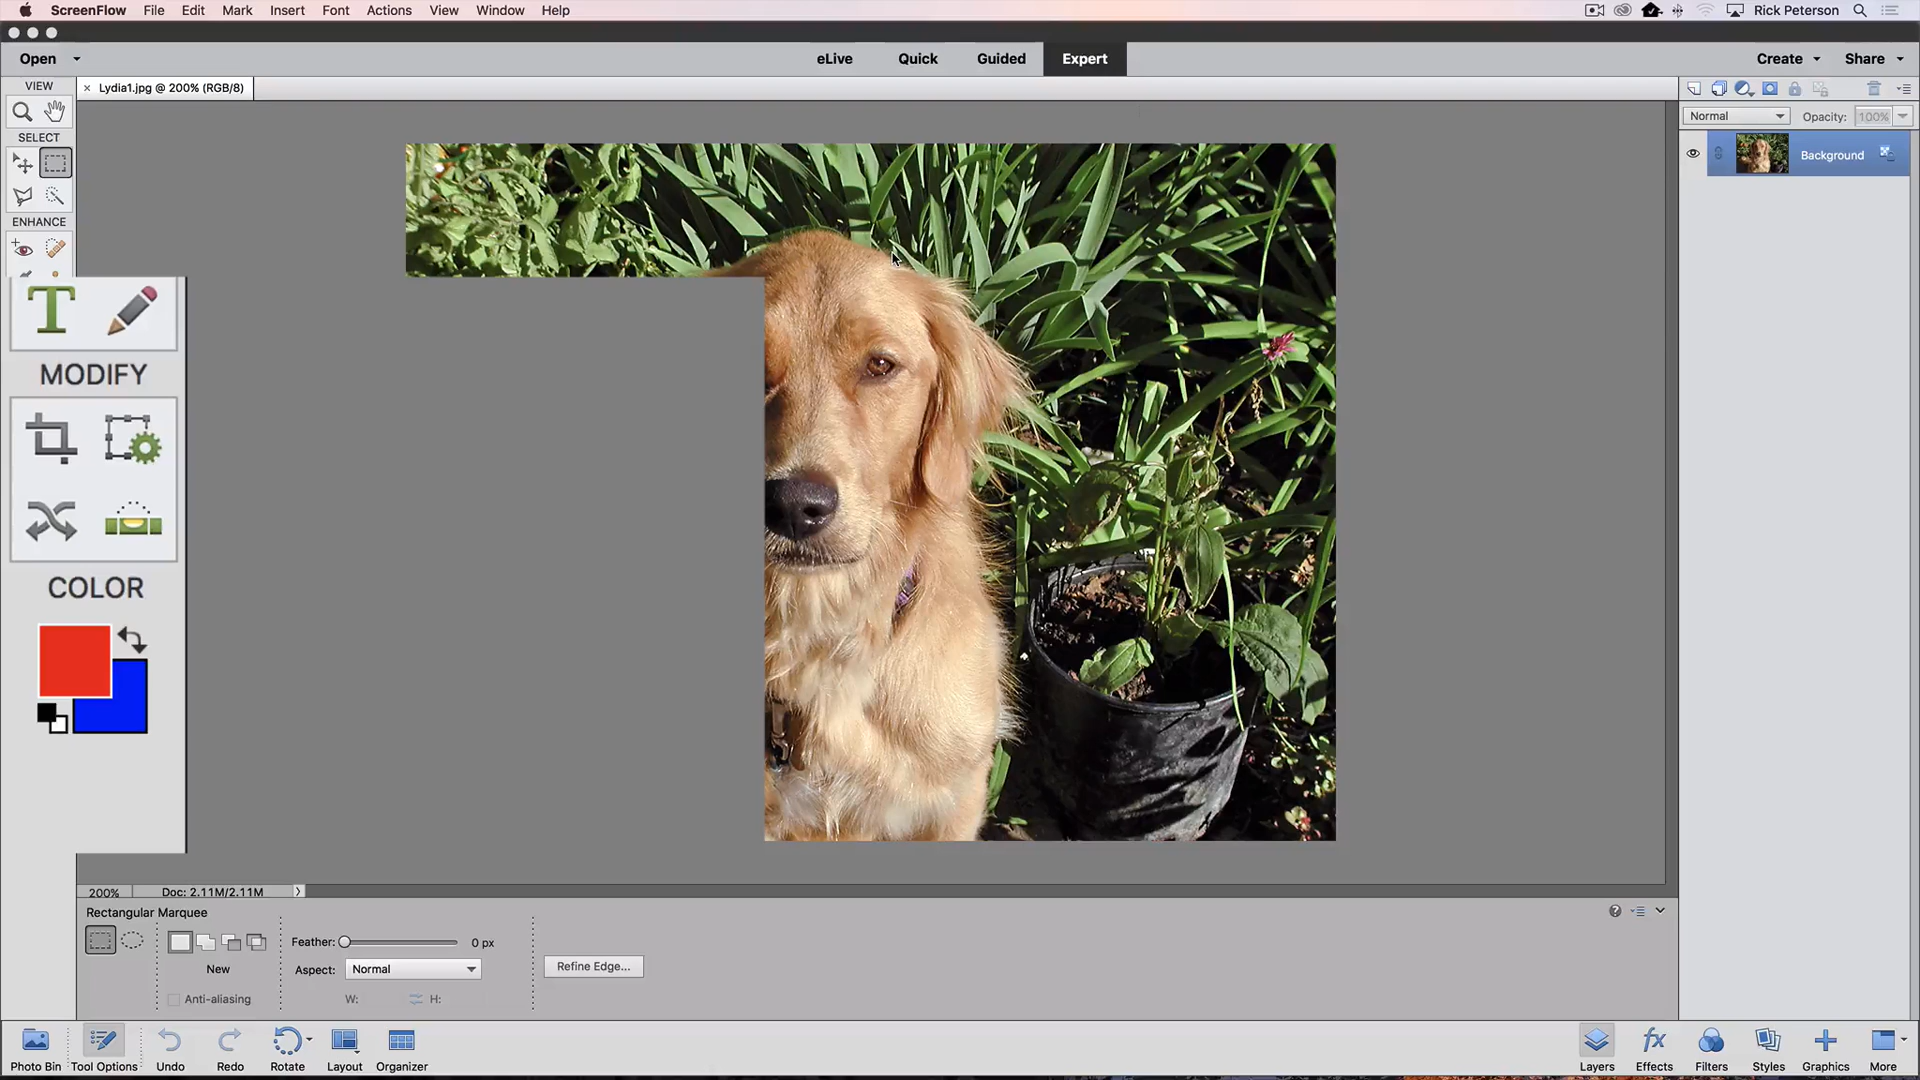 ScreenFlow File Edit Mark Insert Font Actions View Window Help Rick Peterson
Open eLive Quick Guided Expert Create Share
VIEW
× Lydia1.jpg @ 200% (RGB/8)
Normal Opacity: 100%
SELECT
Background
ENHANCE
T
MODIFY
COLOR
200% Doc: 2.11M/2.11M
Rectangular Marquee
Feather: 0 px
New
Aspect: Normal
Refine Edge...
Anti-aliasing
W: H:
Photo Bin Tool Options Undo Redo Rotate Layout Organizer Layers Effects Filters Styles Graphics More